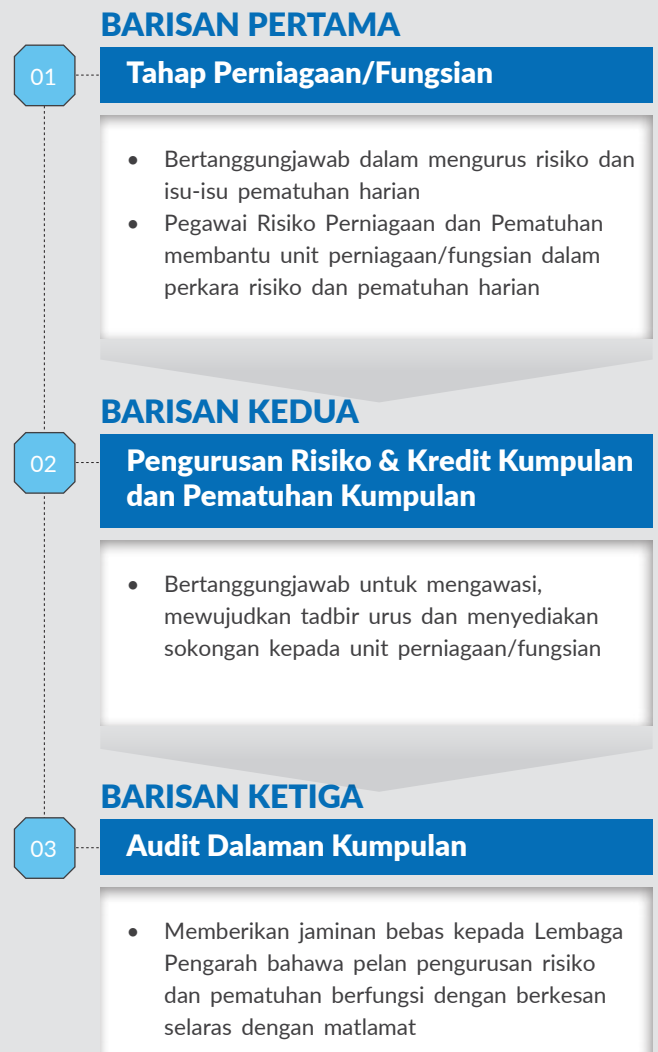 BARISAN PERTAMA
01
Tahap Perniagaan/Fungsian
• Bertanggungjawab dalam mengurus risiko dan
isu-isu pematuhan harian
• Pegawai Risiko Perniagaan dan Pematuhan
membantu unit perniagaan/fungsian dalam
perkara risiko dan pematuhan harian
BARISAN KEDUA
02
Pengurusan Risiko & Kredit Kumpulan
dan Pematuhan Kumpulan
• Bertanggungjawab untuk mengawasi,
mewujudkan tadbir urus dan menyediakan
sokongan kepada unit perniagaan/fungsian
BARISAN KETIGA
03
Audit Dalaman Kumpulan
• Memberikan jaminan bebas kepada Lembaga
Pengarah bahawa pelan pengurusan risiko
dan pematuhan berfungsi dengan berkesan
selaras dengan matlamat